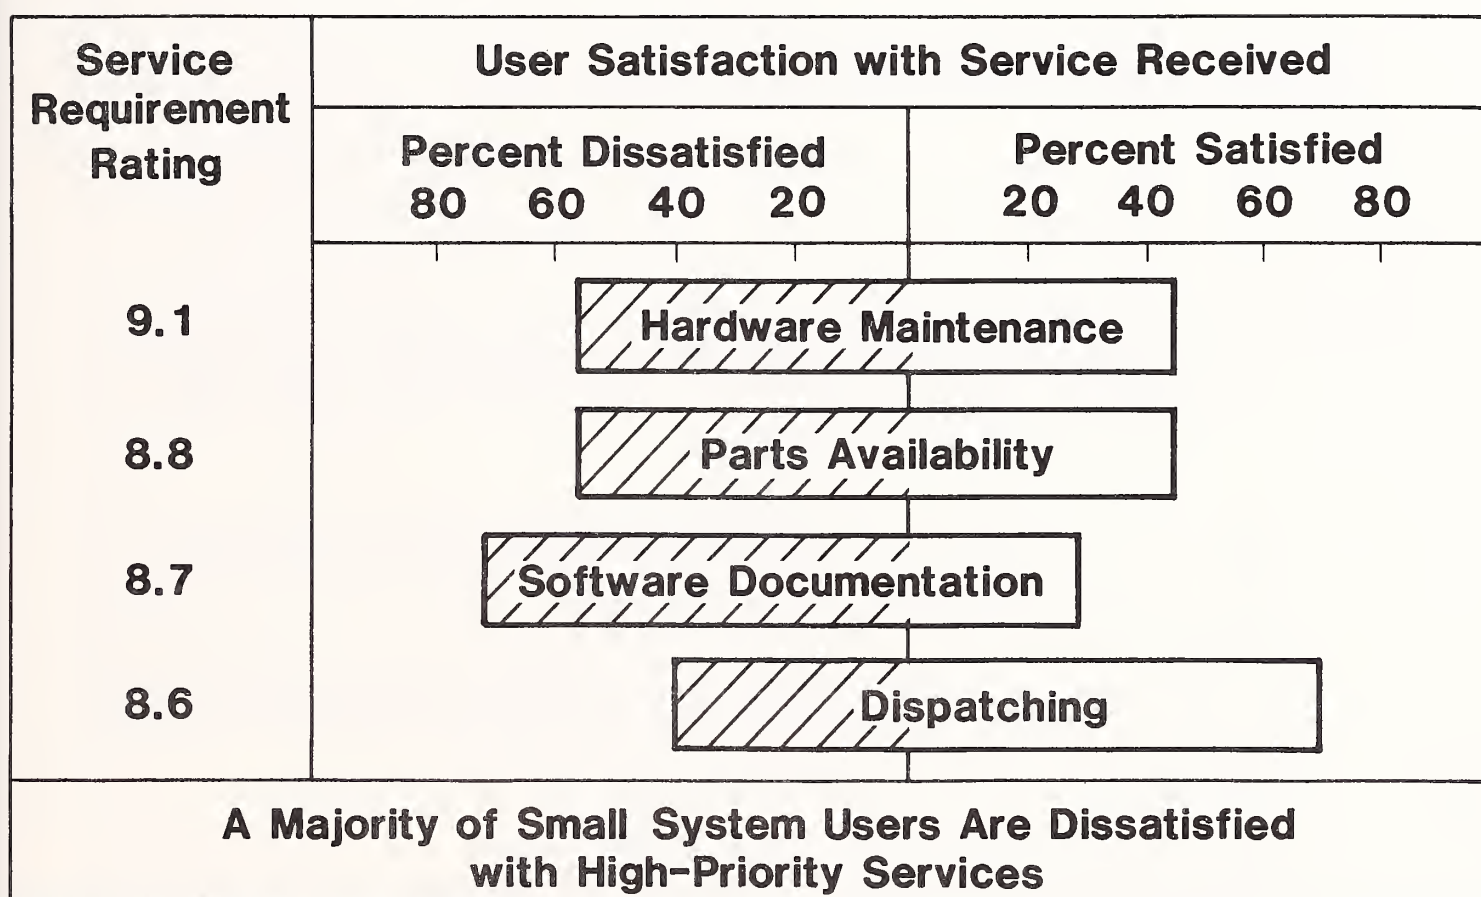 Service
Requirement
Rating
User Satisfaction with Service Received
Percent Dissatisfied
Percent Satisfied
80 60 40 20
20 40 60 80
9.1
Hardware Maintenance
8.8
Parts Availability
8.7
Software Documentation
8.6
Dispatching
A Majority of Small System Users Are Dissatisfied
with High-Priority Services